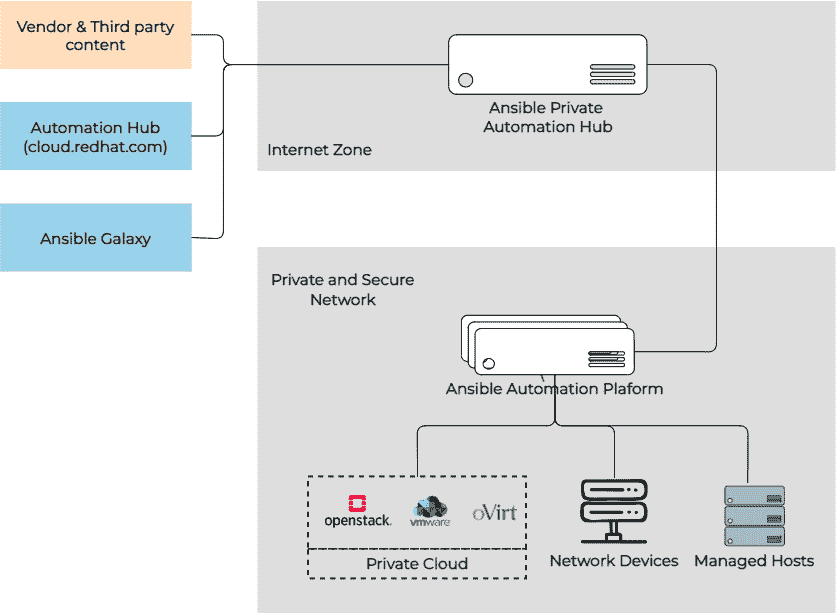 Vendor & Third party
content
Automation Hub
(cloud.redhat.com)
Ansible Galaxy
Ansible Private
Automation Hub
Internet Zone
Private and Secure
Network
Ansible Automation Plaform
openstack.
vmware
oVirt
Private Cloud
Network Devices
Managed Hosts